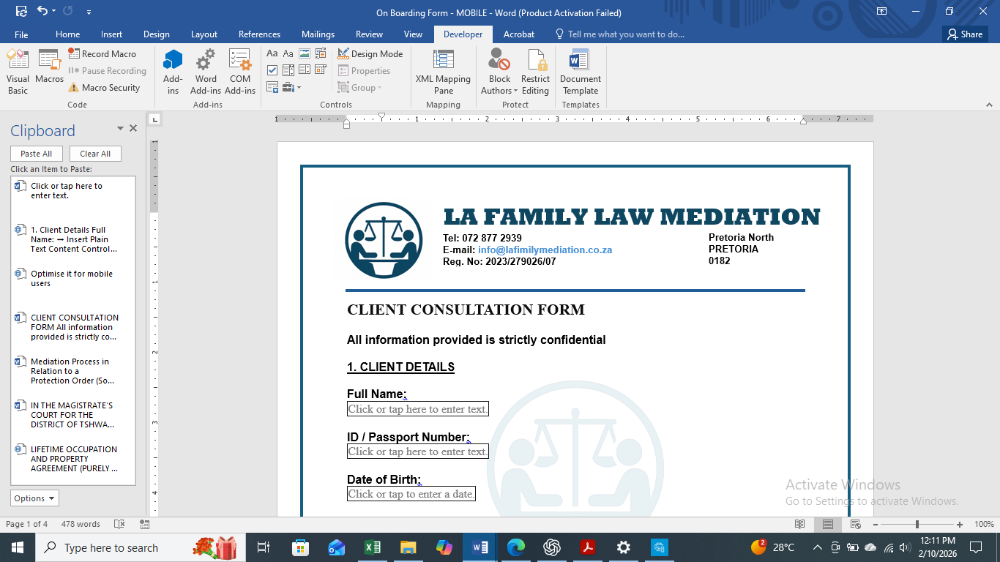 On Boarding Form - MOBILE - Word (Product Activation Failed)
File Home Insert Design Layout References Mailings Review View Developer Acrobat Tell me what you want to do... Share
Visual Basic
Macros
Record Macro
Pause Recording
Macro Security
Code
Add-ins
Word Add-ins
COM Add-ins
Add-ins
Aa Aa
Design Mode
Properties
Group
Controls
XML Mapping Pane
Mapping
Block Authors
Restrict Editing
Protect
Document Template
Templates
Clipboard
Paste All Clear All
Click an Item to Paste:
Click or tap here to
enter text.
1. Client Details Full
Name: ➞ Insert Plain
Text Content Control...
Optimise it for mobile
users
CLIENT CONSULTATION
FORM All information
provided is strictly co...
Mediation Process in
Relation to a
Protection Order (So...
IN THE MAGISTRATE'S
COURT FOR THE
DISTRICT OF TSHWA...
LIFETIME OCCUPATION
AND PROPERTY
AGREEMENT (PURELY ...
Options
L
1 1 2 3 4 5 6 7
1
1
2
3
4
LA FAMILY LAW MEDIATION
Tel: 072 877 2939 Pretoria North
E-mail: info@lafimilymediation.co.za PRETORIA
Reg. No: 2023/279026/07 0182
CLIENT CONSULTATION FORM
All information provided is strictly confidential
1. CLIENT DETAILS
Full Name:
Click or tap here to enter text.
ID / Passport Number:
Click or tap here to enter text.
Date of Birth:
Click or tap to enter a date.
Activate Windows
Go to Settings to activate Windows.
Page 1 of 4 478 words 100%
Type here to search
2 28°C
12:11 PM
2/10/2026